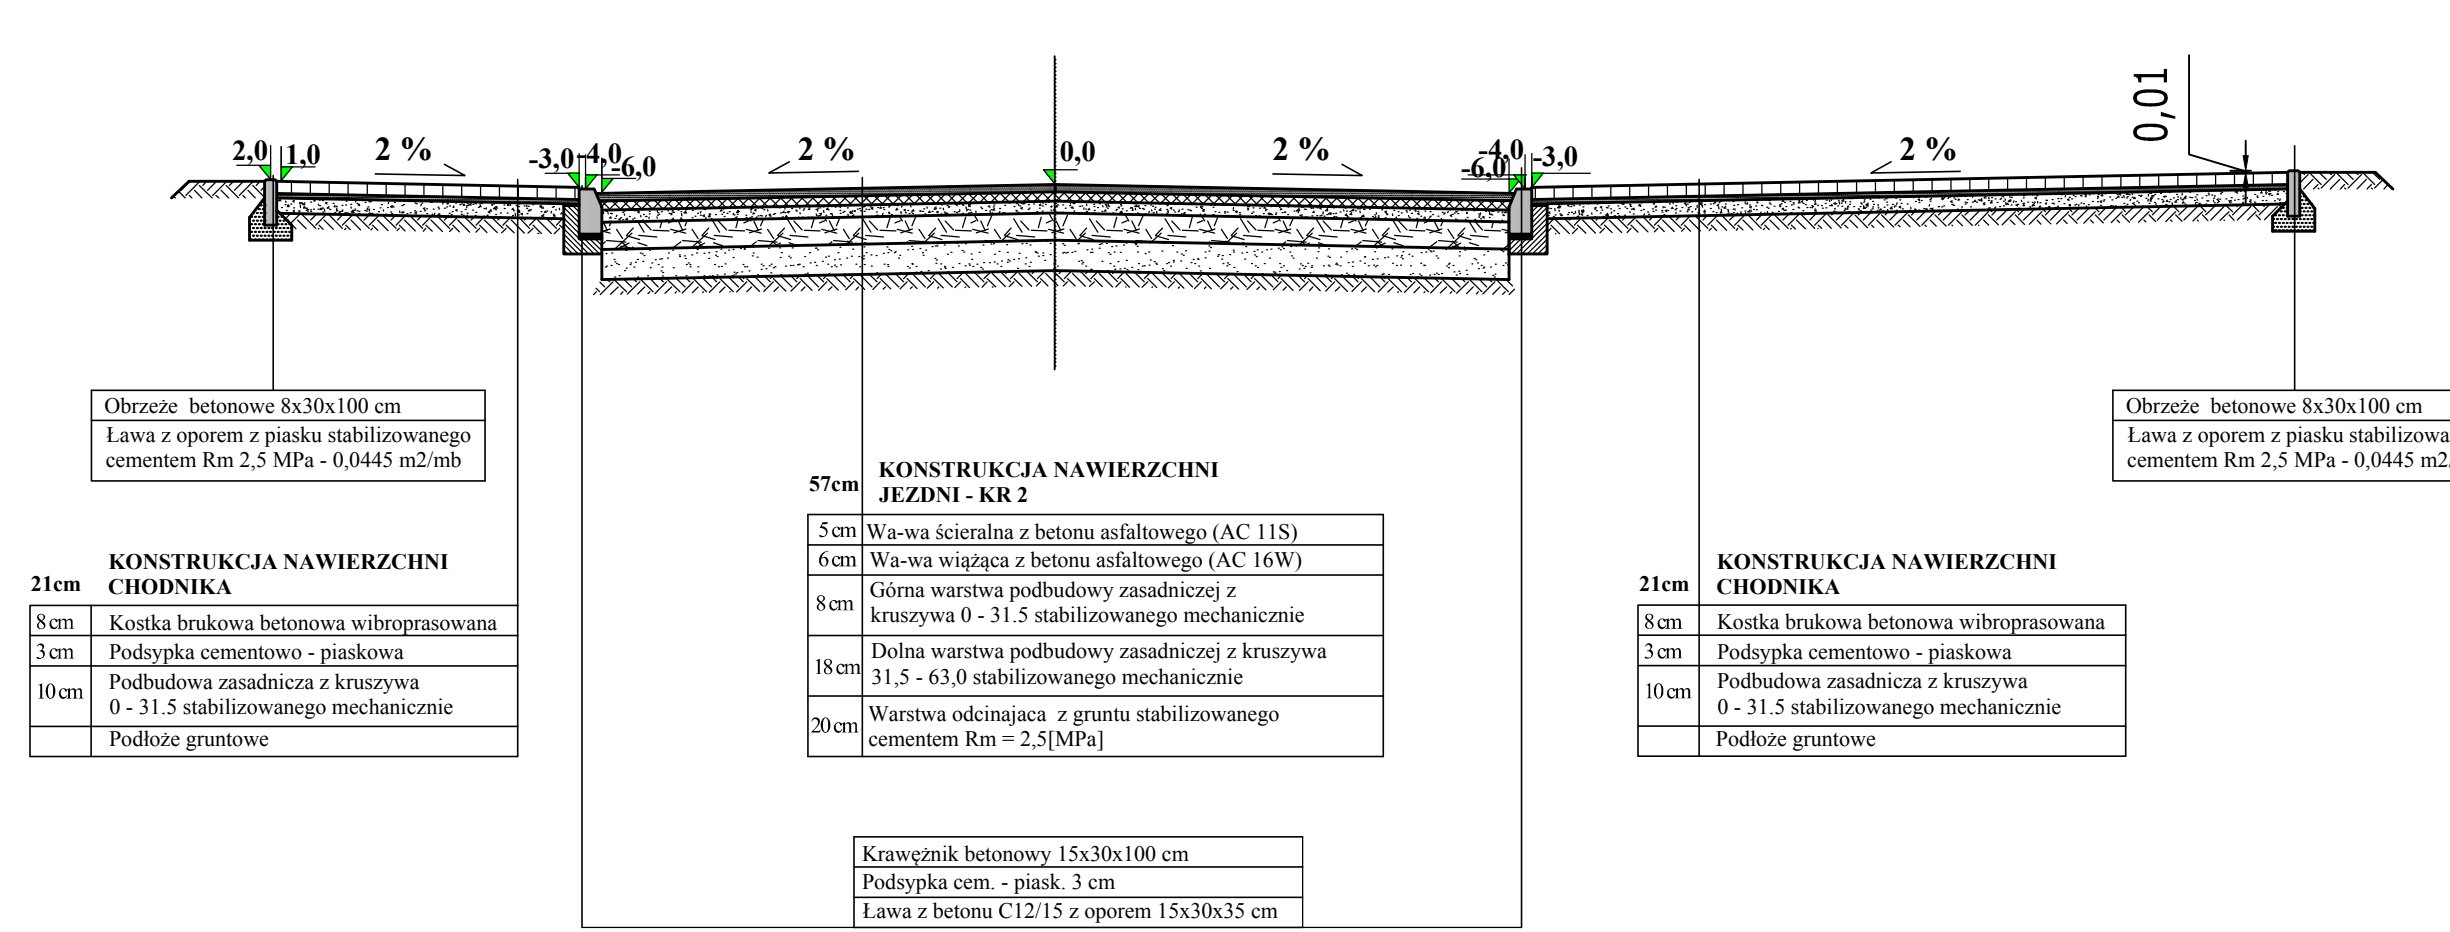 0,01
2,0
1,0
2 %
-3,0
-4,0
-6,0
2 %
0,0
2 %
-4,0
-6,0
-3,0
2 %
Obrzeże betonowe 8x30x100 cm
Ława z oporem z piasku stabilizowanego
cementem Rm 2,5 MPa - 0,0445 m2/mb
Obrzeże betonowe 8x30x100 cm
Ława z oporem z piasku stabilizowa
cementem Rm 2,5 MPa - 0,0445 m2
57cm
KONSTRUKCJA NAWIERZCHNI
JEZDNI - KR 2
5 cm Wa-wa ścieralna z betonu asfaltowego (AC 11S)
6 cm Wa-wa wiążąca z betonu asfaltowego (AC 16W)
8 cm Górna warstwa podbudowy zasadniczej z
kruszywa 0 - 31.5 stabilizowanego mechanicznie
18 cm Dolna warstwa podbudowy zasadniczej z kruszywa
31,5 - 63,0 stabilizowanego mechanicznie
20 cm Warstwa odcinajaca z gruntu stabilizowanego
cementem Rm = 2,5[MPa]
21cm
KONSTRUKCJA NAWIERZCHNI
CHODNIKA
8 cm Kostka brukowa betonowa wibroprasowana
3 cm Podsypka cementowo - piaskowa
10 cm Podbudowa zasadnicza z kruszywa
0 - 31.5 stabilizowanego mechanicznie
Podłoże gruntowe
21cm
KONSTRUKCJA NAWIERZCHNI
CHODNIKA
8 cm Kostka brukowa betonowa wibroprasowana
3 cm Podsypka cementowo - piaskowa
10 cm Podbudowa zasadnicza z kruszywa
0 - 31.5 stabilizowanego mechanicznie
Podłoże gruntowe
Krawężnik betonowy 15x30x100 cm
Podsypka cem. - piask. 3 cm
Ława z betonu C12/15 z oporem 15x30x35 cm